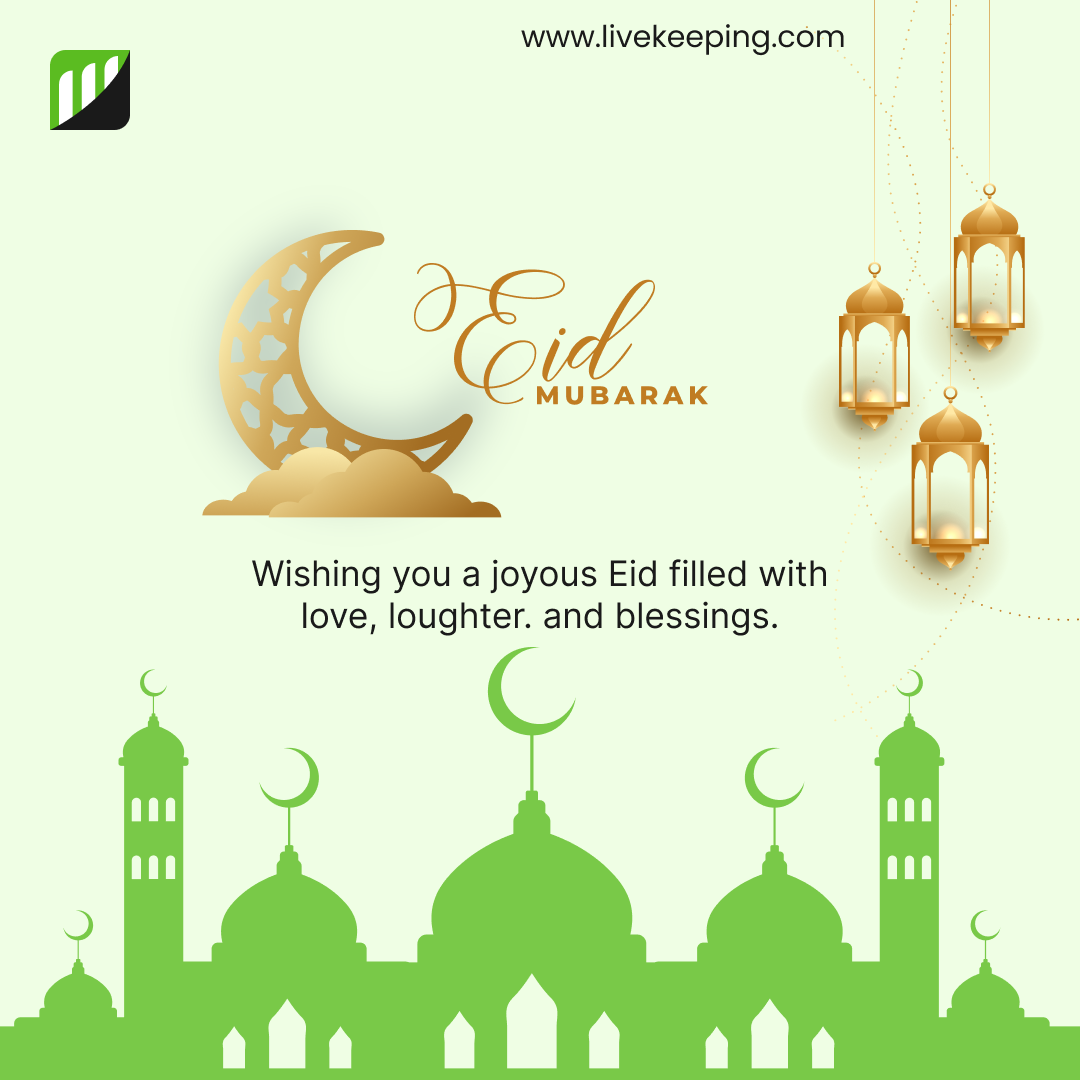 www.livekeeping.com
Eid
MUBARAK
Wishing you a joyous Eid filled with
love, loughter. and blessings.